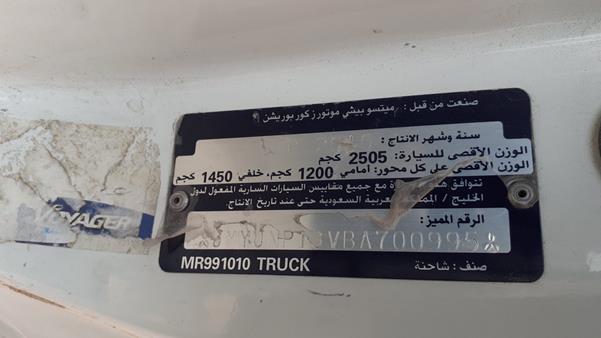 صنعت من قبل : ميتسوبيشي موتورز كوربوريشن
سنة وشهر الانتاج :
الوزن الأقصى للسيارة: 2505 كجم
الوزن الأقصى على كل محور: أمامي 1200 كجم، خلفي 1450 كجم
تتوافق مع جميع مقاييس السيارات السارية المفعول لدول
الخليج / العربية السعودية حتى عند تاريخ الإنتاج.
الرقم المميز:
VBA700995
MR991010 TRUCK
صنف : شاحنة
VOYAGER